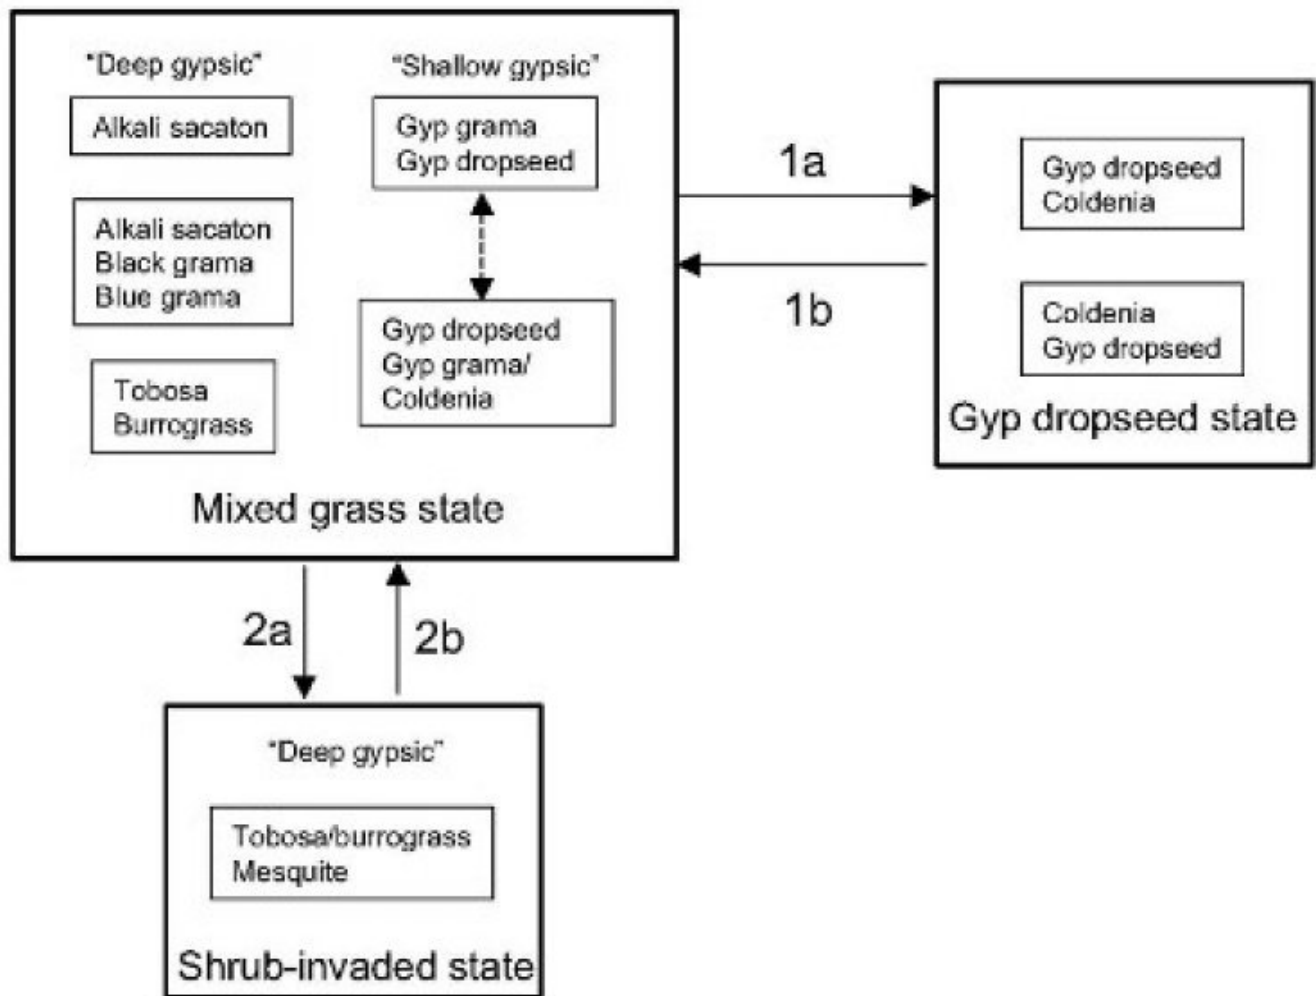 "Deep gypsic"
Alkali sacaton
Alkali sacaton
Black grama
Blue grama
Tobosa
Burrograss
"Shallow gypsic"
Gyp grama
Gyp dropseed
Gyp dropseed
Gyp grama/
Coldenia
Mixed grass state
1a
1b
Gyp dropseed
Coldenia
Coldenia
Gyp dropseed
Gyp dropseed state
2a
2b
"Deep gypsic"
Tobosa/burrograss
Mesquite
Shrub-invaded state